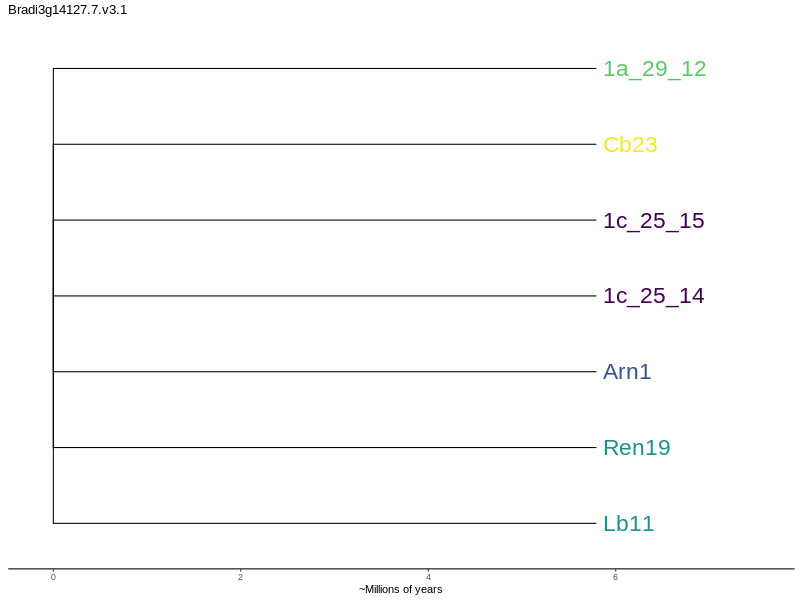 Bradi3g14127.7.v3.1
1a_29_12
Cb23
1c_25_15
1c_25_14
Arn1
Ren19
Lb11
0 2 4 6
~Millions of years